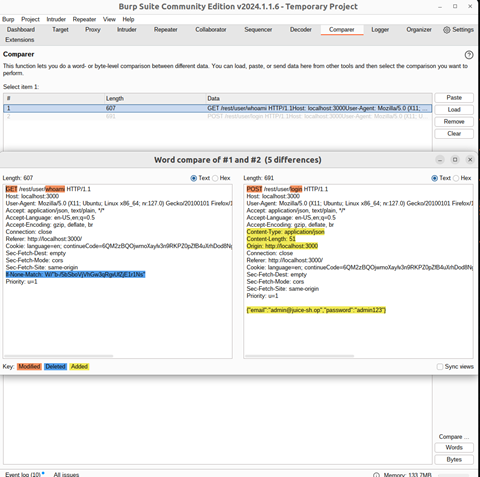 Burp Suite Community Edition v2024.1.1.6 - Temporary Project
Burp Project Intruder Repeater View Help
Dashboard Target Proxy Intruder Repeater Collaborator Sequencer Decoder Comparer Logger Organizer Settings
Extensions
Comparer
This function lets you do a word- or byte-level comparison between different data. You can load, paste, or send data here from other tools and then select the comparison you want to
perform.
Select item 1:
# Length Data
1 607 GET /rest/user/whoami HTTP/1.1Host: localhost:3000User-Agent: Mozilla/5.0 (X11; ...
2 691 POST /rest/user/login HTTP/1.1Host: localhost:3000User-Agent: Mozilla/5.0 (X11; U...
Paste
Load
Remove
Clear
Word compare of #1 and #2 (5 differences)
Length: 607 Text Hex
GET /rest/user/whoami HTTP/1.1
Host: localhost:3000
User-Agent: Mozilla/5.0 (X11; Ubuntu; Linux x86_64; rv:127.0) Gecko/20100101 Firefox/
Accept: application/json, text/plain, */*
Accept-Language: en-US,en;q=0.5
Accept-Encoding: gzip, deflate, br
Connection: close
Referer: http://localhost:3000/
Cookie: language=en;
Sec-Fetch-Dest: empty
Sec-Fetch-Mode: cors
Sec-Fetch-Site: same-origin
If-None-Match:
Priority: u=1
Length: 691 Text Hex
POST /rest/user/login HTTP/1.1
Host: localhost:3000
User-Agent: Mozilla/5.0 (X11; Ubuntu; Linux x86_64; rv:127.0) Gecko/20100101 Firefox/
Accept: application/json, text/plain, */*
Accept-Language: en-US,en;q=0.5
Accept-Encoding: gzip, deflate, br
Content-Type: application/json
Content-Length: 51
Origin: http://localhost:3000
Connection: close
Referer: http://localhost:3000/
Cookie: language=en;
Sec-Fetch-Dest: empty
Sec-Fetch-Mode: cors
Sec-Fetch-Site: same-origin
Priority: u=1
{"email":"admin@juice-sh.op","password":"admin123"}
Key: Modified Deleted Added Sync views
Compare ...
Words
Bytes
Event log (10) All issues Memory: 133.7MB